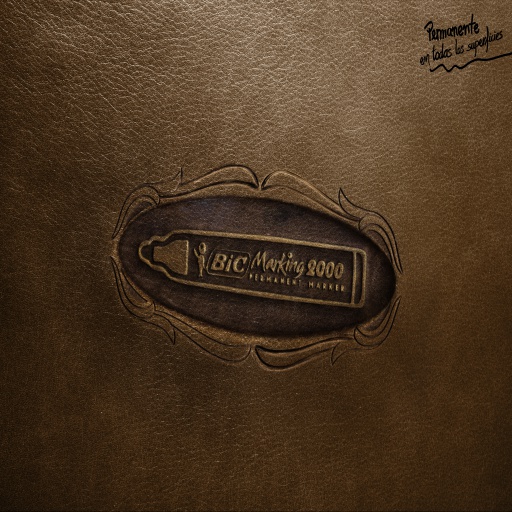 Permanente
en todas las superficies
BiC Marking 2000
PERMANENT MARKER